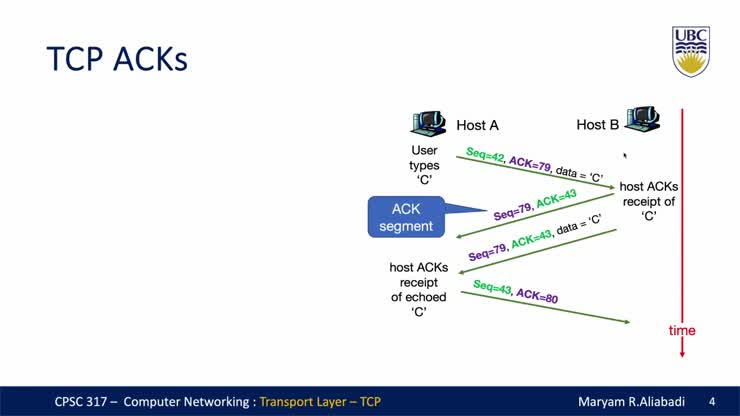 TCP ACKs
UBC
Host A
Host B
User
types
‘C’
Seq=42, ACK=79, data = ‘C’
host ACKs
receipt of
‘C’
Seq=79, ACK=43
ACK
segment
Seq=79, ACK=43, data = ‘C’
host ACKs
receipt
of echoed
‘C’
Seq=43, ACK=80
time
CPSC 317 – Computer Networking : Transport Layer – TCP
Maryam R.Aliabadi
4